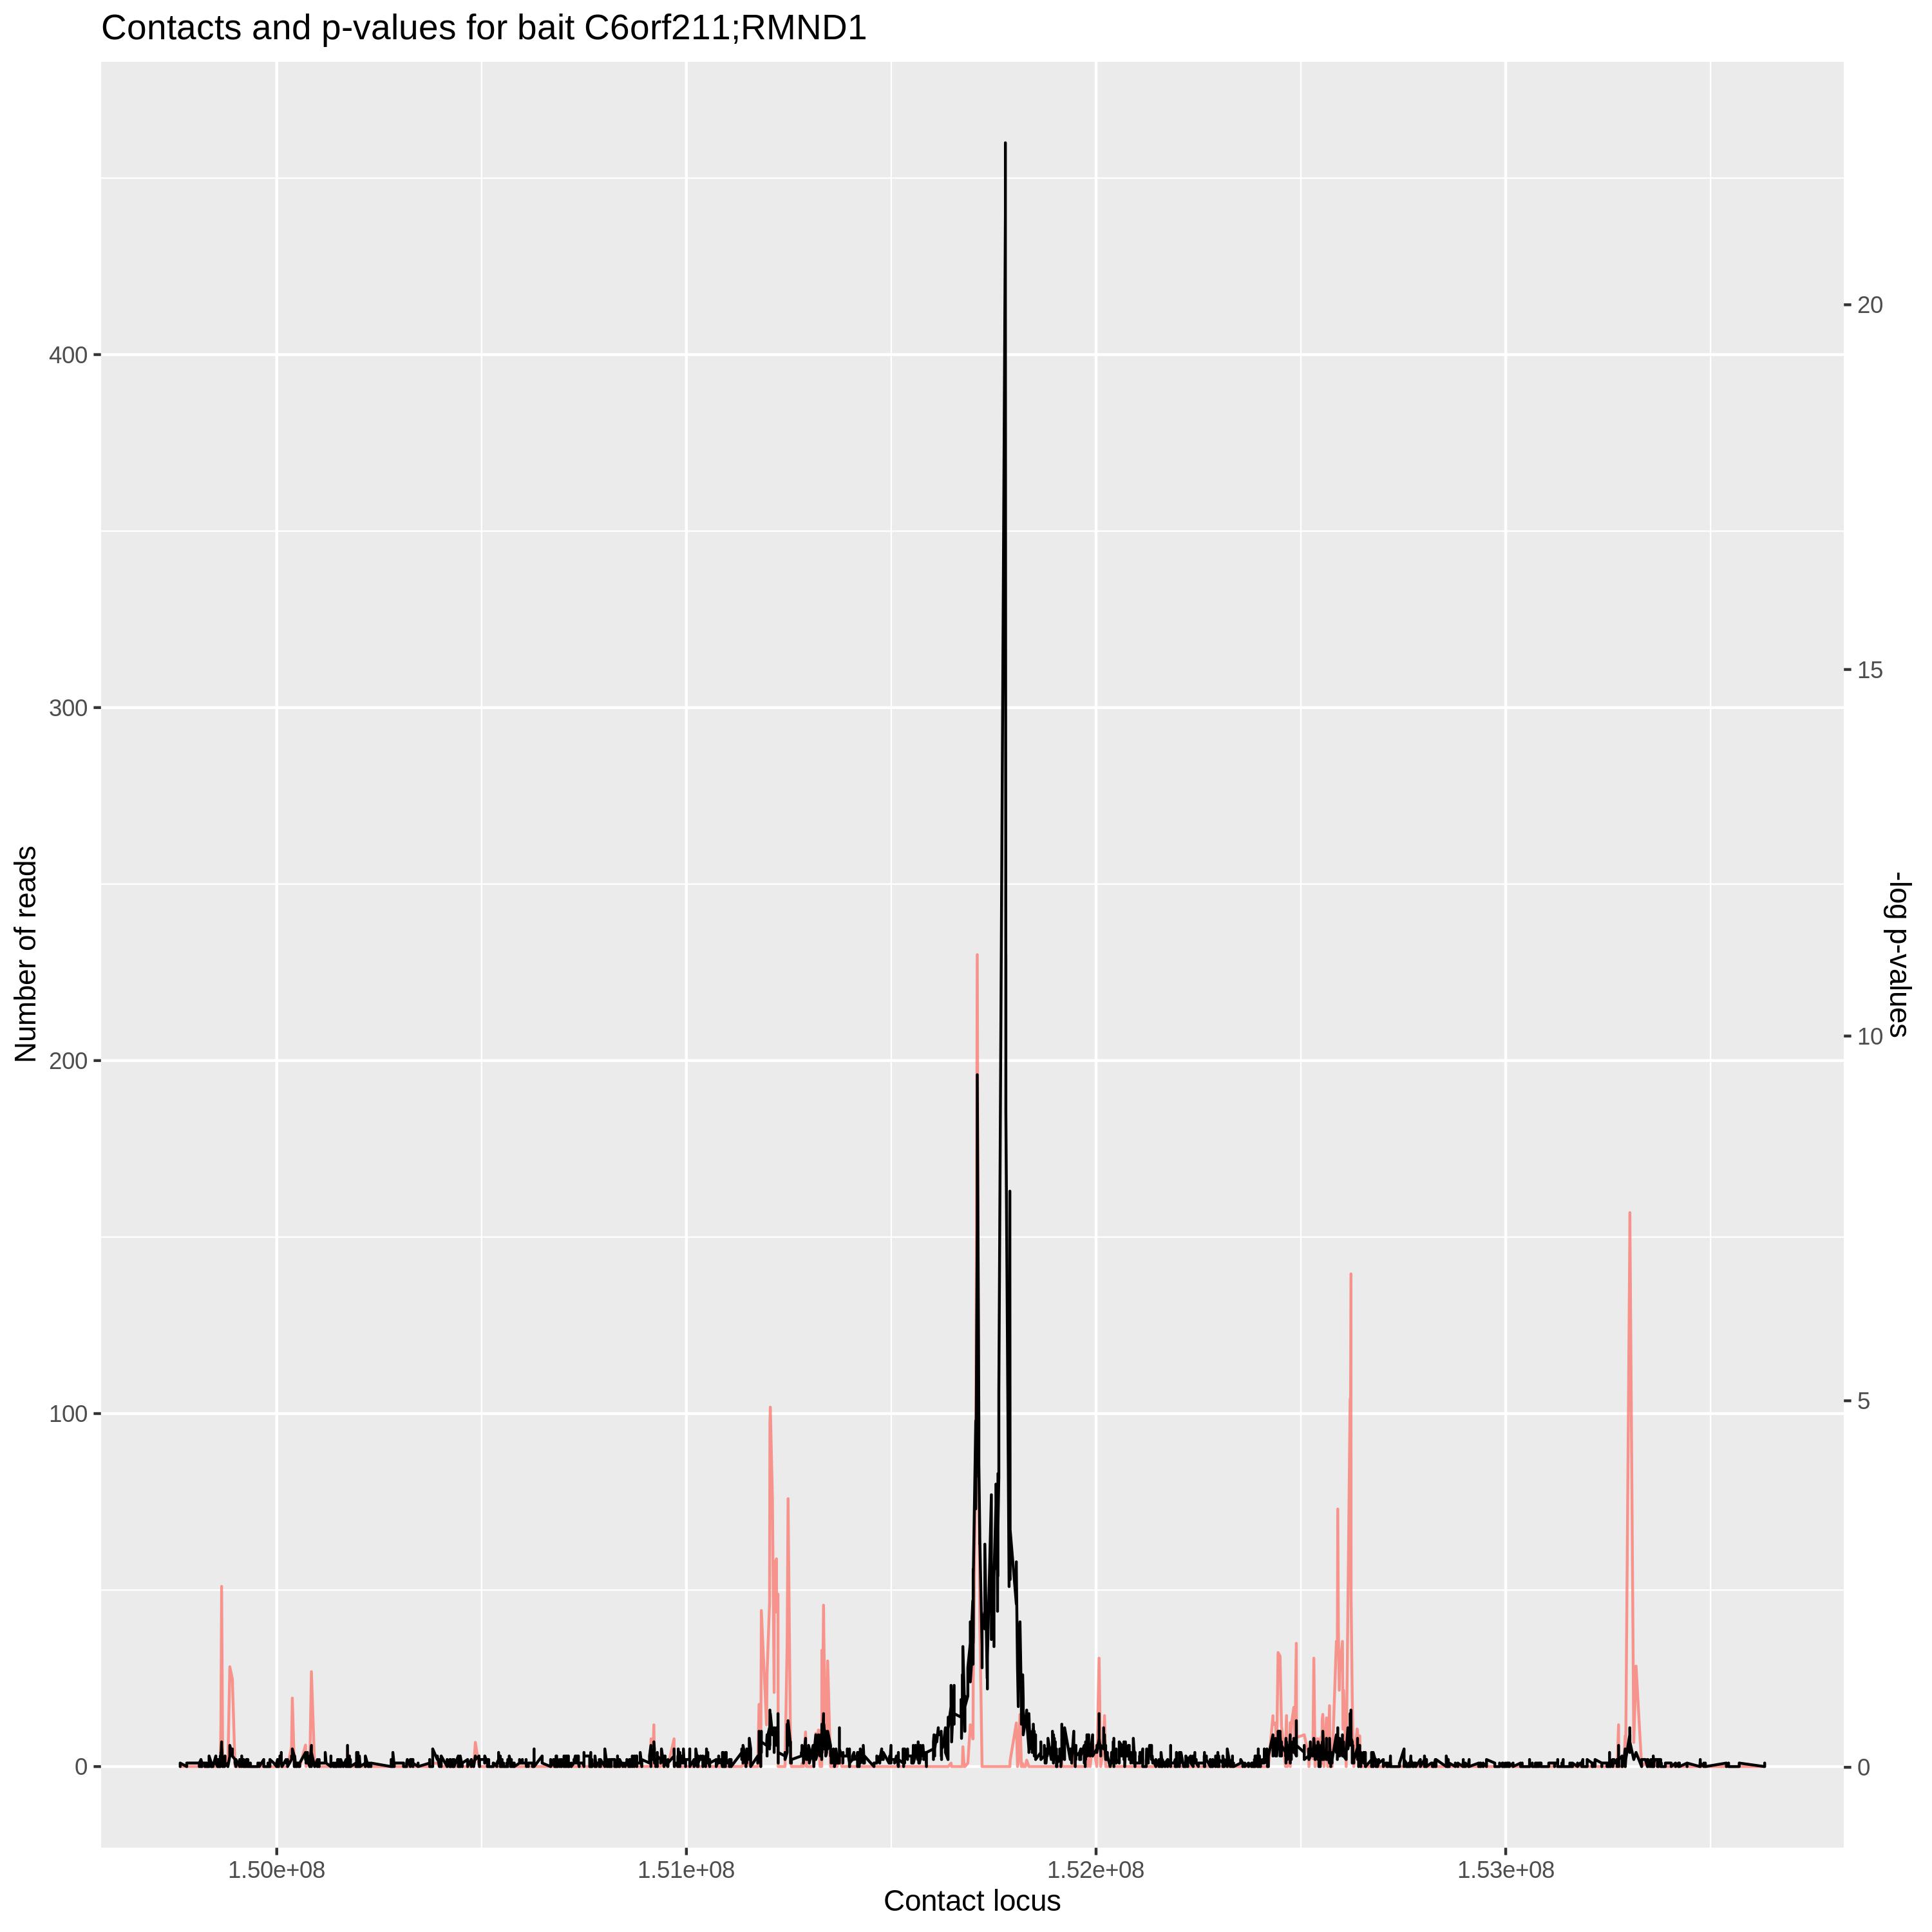 Contacts and p-values for bait C6orf211;RMND1
Number of reads
400
300
200
100
0
20
15
10
5
0
-log p-values
1.50e+08 1.51e+08 1.52e+08 1.53e+08
Contact locus